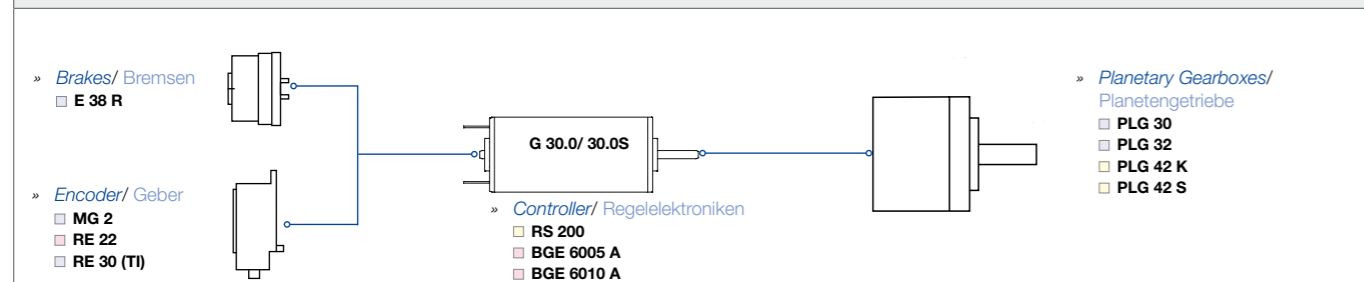 » Brakes/ Bremsen
E 38 R
» Encoder/ Geber
MG 2
RE 22
RE 30 (TI)
G 30.0/ 30.0S
» Controller/ Regelelektroniken
RS 200
BGE 6005 A
BGE 6010 A
» Planetary Gearboxes/
Planetengetriebe
PLG 30
PLG 32
PLG 42 K
PLG 42 S